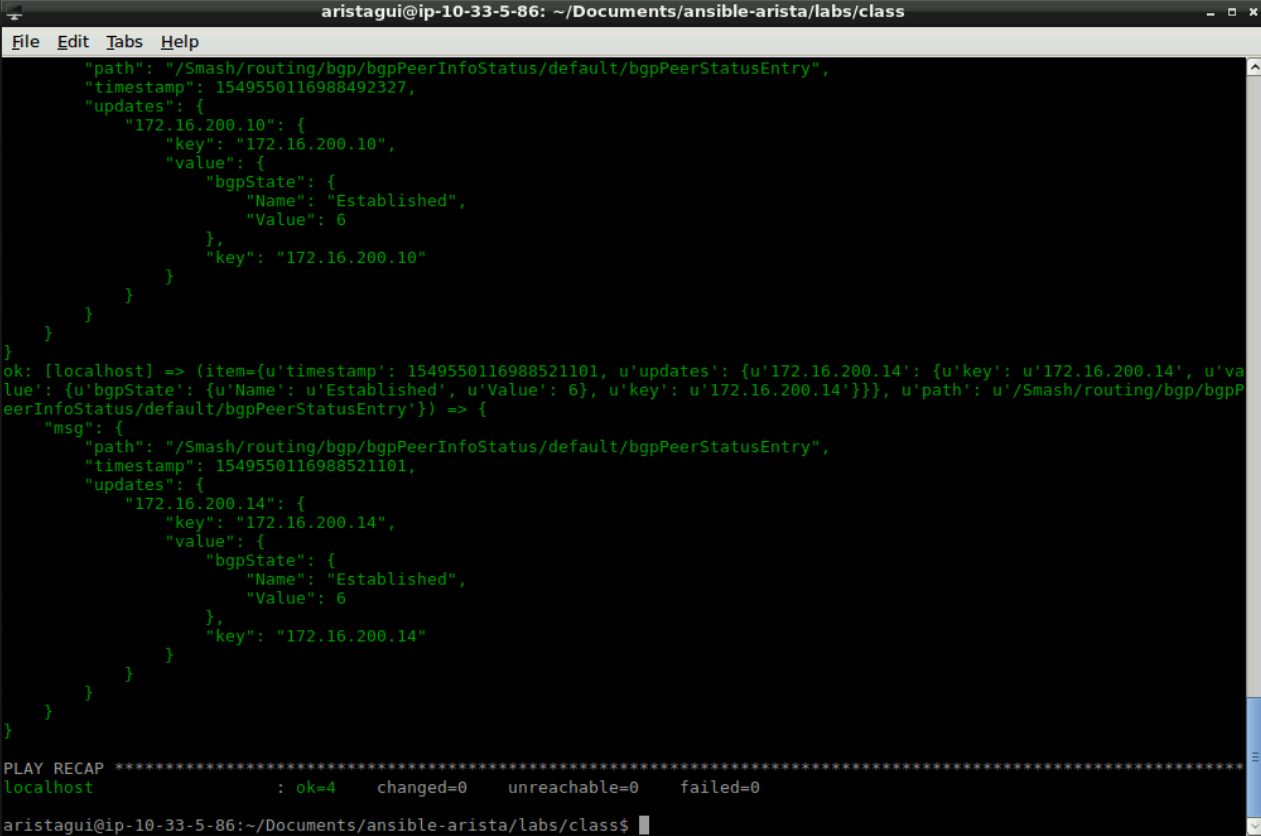 aristagui@ip-10-33-5-86: ~/Documents/ansible-arista/labs/class
File Edit Tabs Help
        "path": "/Smash/routing/bgp/bgpPeerInfoStatus/default/bgpPeerStatusEntry",
        "timestamp": 1549550116988492327,
        "updates": {
            "172.16.200.10": {
                "key": "172.16.200.10",
                "value": {
                    "bgpState": {
                        "Name": "Established",
                        "Value": 6
                    },
                    "key": "172.16.200.10"
                }
            }
        }
    }
}
ok: [localhost] => (item={u'timestamp': 1549550116988521101, u'updates': {u'172.16.200.14': {u'key': u'172.16.200.14', u'va
lue': {u'bgpState': {u'Name': u'Established', u'Value': 6}, u'key': u'172.16.200.14'}}}, u'path': u'/Smash/routing/bgp/bgpP
eerInfoStatus/default/bgpPeerStatusEntry'}) => {
    "msg": {
        "path": "/Smash/routing/bgp/bgpPeerInfoStatus/default/bgpPeerStatusEntry",
        "timestamp": 1549550116988521101,
        "updates": {
            "172.16.200.14": {
                "key": "172.16.200.14",
                "value": {
                    "bgpState": {
                        "Name": "Established",
                        "Value": 6
                    },
                    "key": "172.16.200.14"
                }
            }
        }
    }
}
PLAY RECAP ****************************************************************************************************************
localhost                  : ok=4    changed=0    unreachable=0    failed=0
aristagui@ip-10-33-5-86:~/Documents/ansible-arista/labs/class$